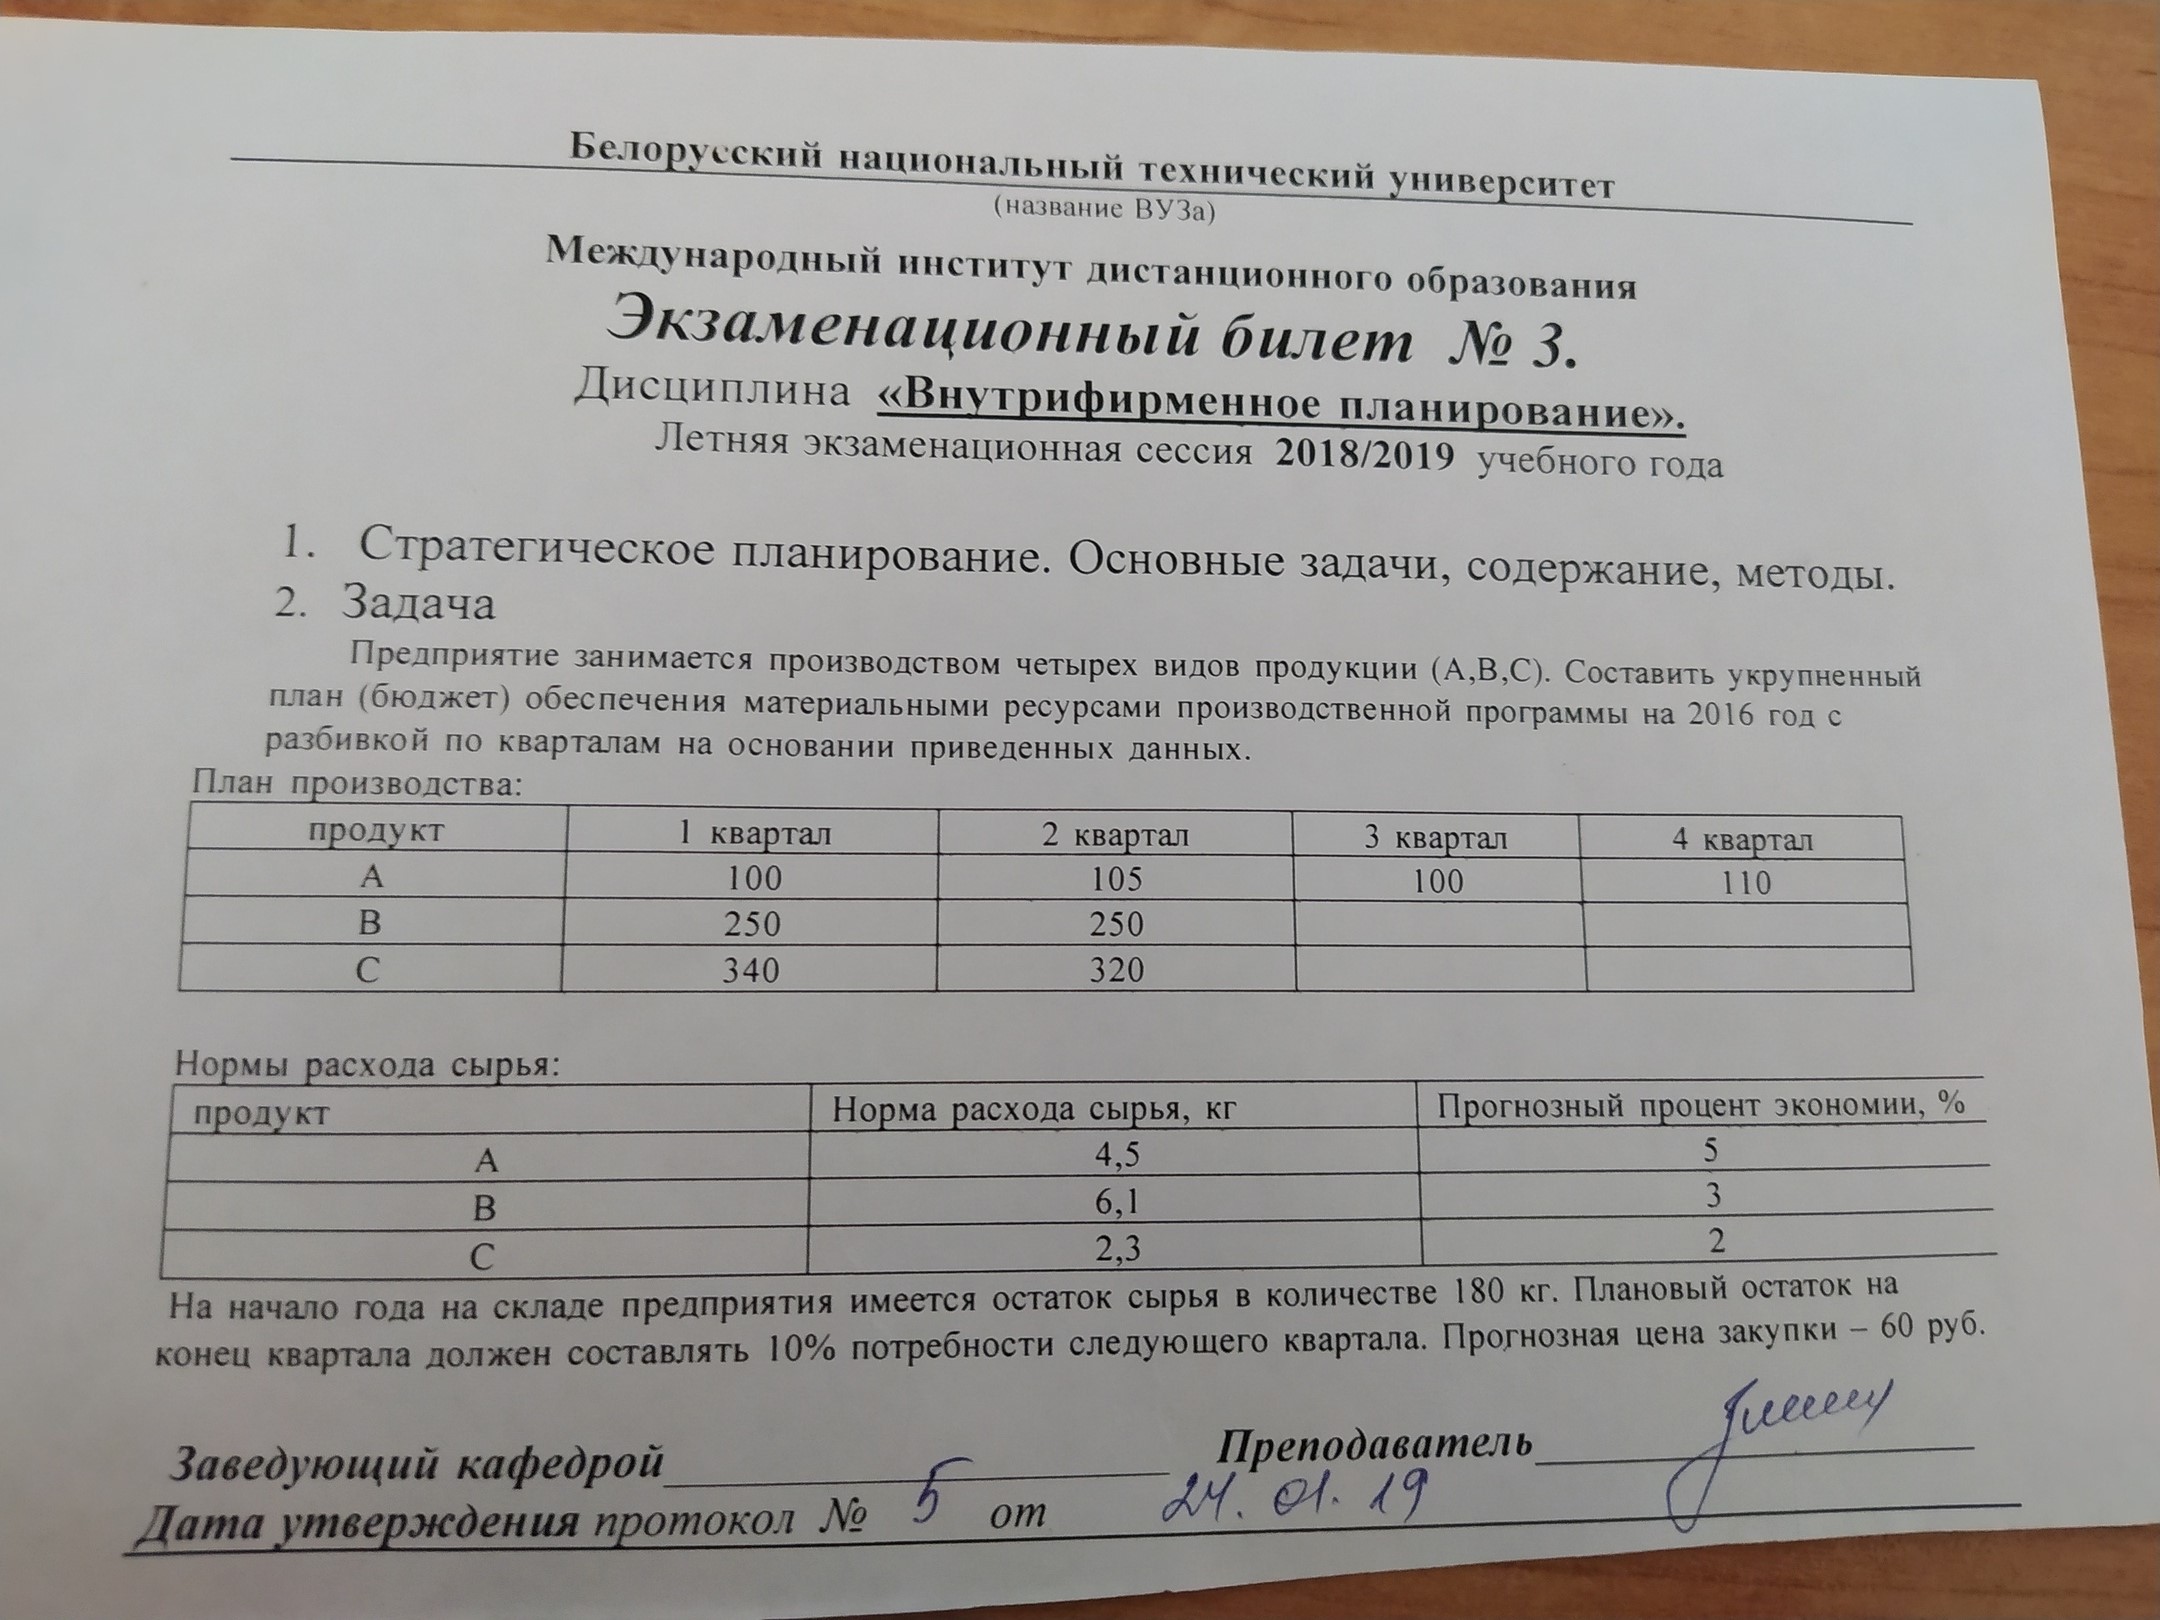 Белорусский национальный технический университет
(название ВУЗа)
Международный институт дистанционного образования
Экзаменационный билет № 3.
Дисциплина «Внутрифирменное планирование».
Летняя экзаменационная сессия 2018/2019 учебного года
1. Стратегическое планирование. Основные задачи, содержание, методы.
2. Задача
Предприятие занимается производством четырех видов продукции (А,В,С). Составить укрупненный
план (бюджет) обеспечения материальными ресурсами производственной программы на 2016 год с
разбивкой по кварталам на основании приведенных данных.
План производства:
продукт 1 квартал 2 квартал 3 квартал 4 квартал
А 100 105 100 110
В 250 250
С 340 320
Нормы расхода сырья:
продукт Норма расхода сырья, кг Прогнозный процент экономии, %
А 4,5 5
В 6,1 3
С 2,3 2
На начало года на складе предприятия имеется остаток сырья в количестве 180 кг. Плановый остаток на
конец квартала должен составлять 10% потребности следующего квартала. Прогнозная цена закупки – 60 руб.
Заведующий кафедрой Преподаватель
Дата утверждения протокол № 5 от 24.01.19